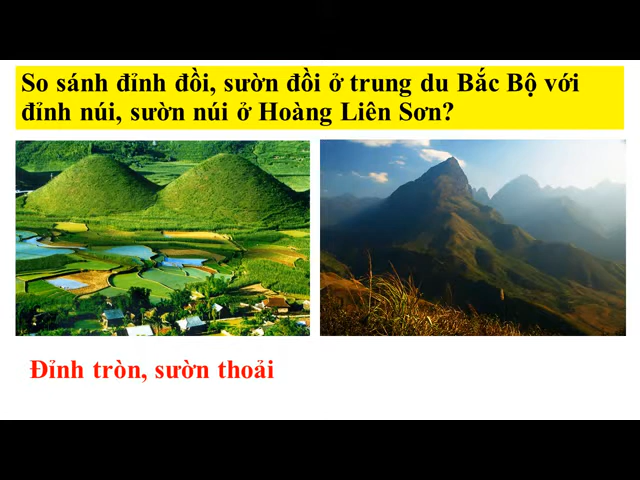 So sánh đỉnh đồi, sườn đồi ở trung du Bắc Bộ với
đỉnh núi, sườn núi ở Hoàng Liên Sơn?
Đỉnh tròn, sườn thoải